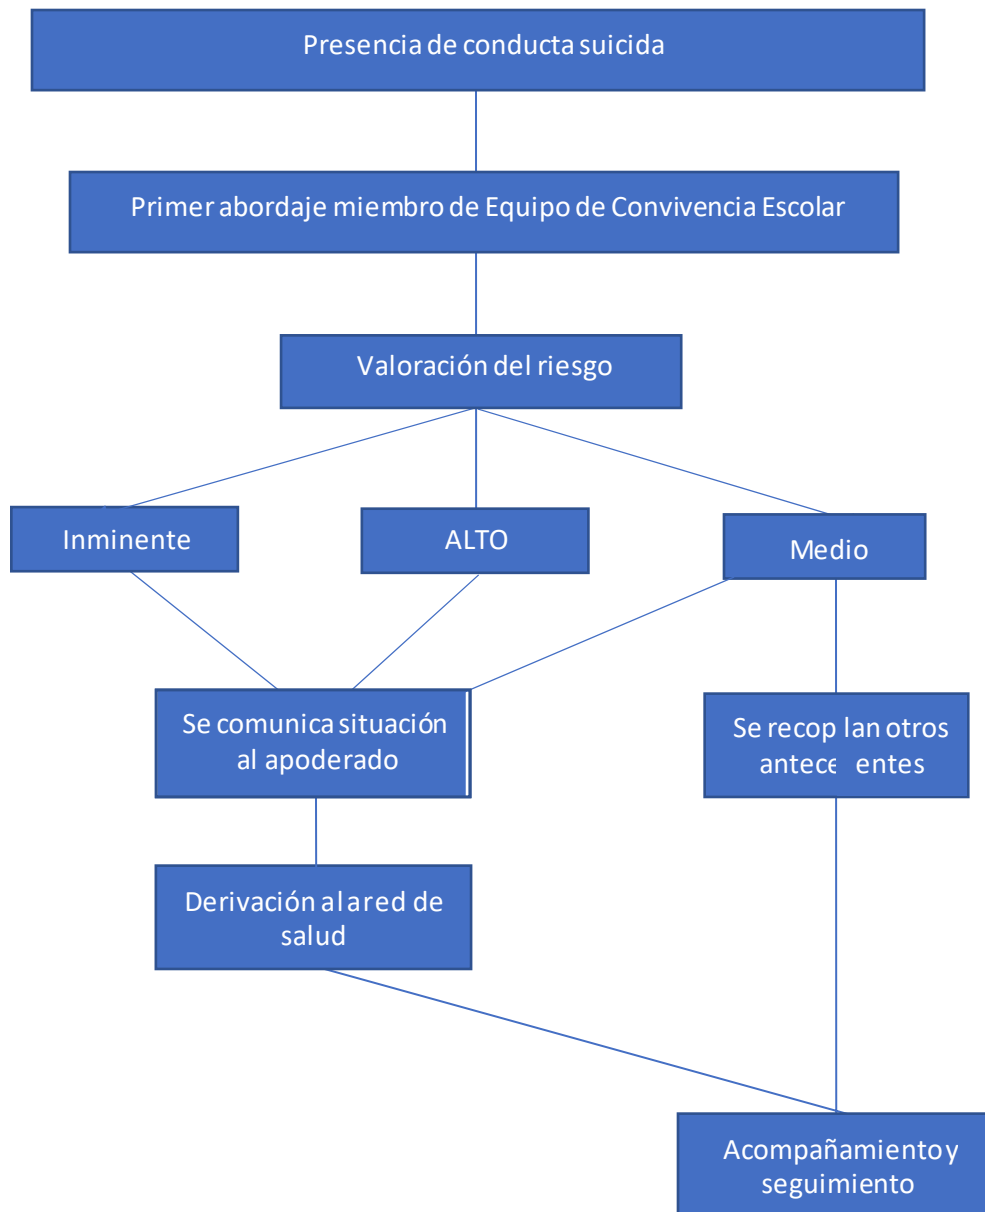 Presencia de conducta suicida
Primer abordaje miembro de Equipo de Convivencia Escolar
Valoración del riesgo
Inminente
ALTO
Medio
Se comunica situación
al apoderado
Se recop lan otros
antece entes
Derivación a la red de
salud
Acompañamiento y
seguimiento